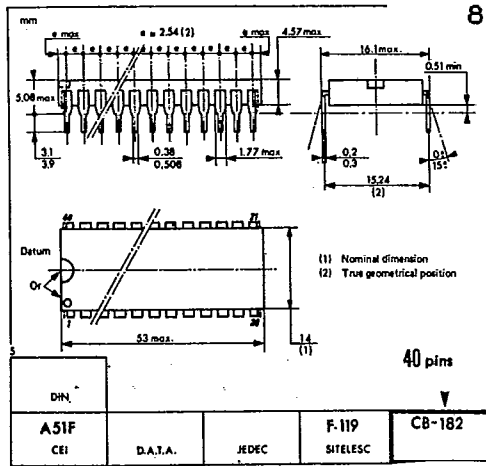 8
mm
e max
e = 2.54 (2)
e max
4.57 max
5.08 max
3.1
3.9
0.38
0.508
1.77 max
16.1 max.
0.51 min
0.2
0.3
15.24
(2)
0°
15°
Datum
Or
21
1
53 max.
14
(1)
(1) Nominal dimension
(2) True geometrical position
40 pins
5
DIN
A51F
CEI
D.A.T.A.
JEDEC
F-119
SITELESC
CB-182